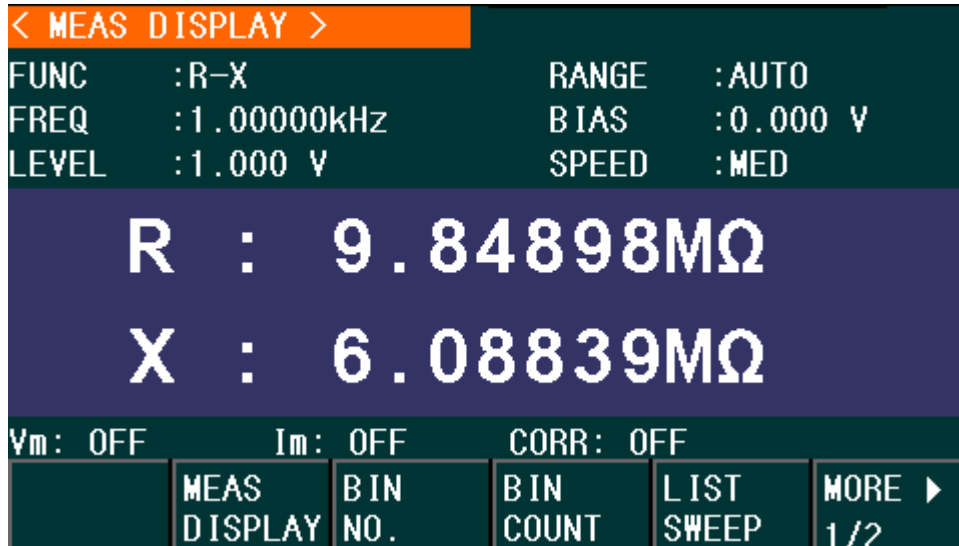 < MEAS DISPLAY >
FUNC :R-X RANGE :AUTO
FREQ :1.00000kHz BIAS :0.000 V
LEVEL :1.000 V SPEED :MED
R : 9.84898MΩ
X : 6.08839MΩ
Vm: OFF Im: OFF CORR: OFF
MEAS BIN BIN LIST MORE ▶
DISPLAY NO. COUNT SWEEP 1/2